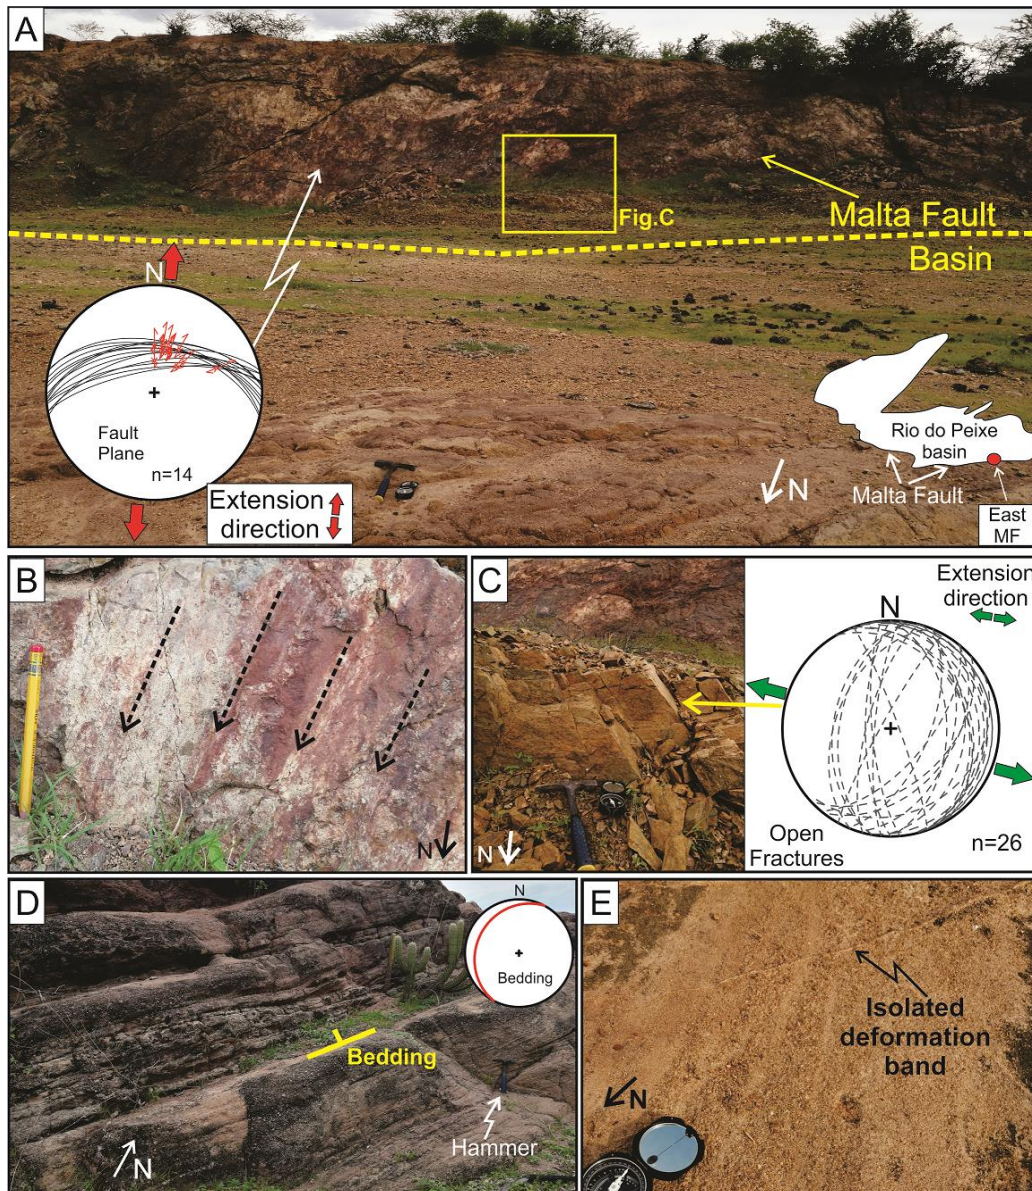 A
Fig.C
Malta Fault
Basin
N
Fault
Plane
n=14
Extension
direction
Rio do Peixe
basin
Malta Fault
N
East
MF
B
N
C
N
Extension
direction
N
Open
Fractures
n=26
D
N
Bedding
Bedding
Hammer
N
E
Isolated
deformation
band
N